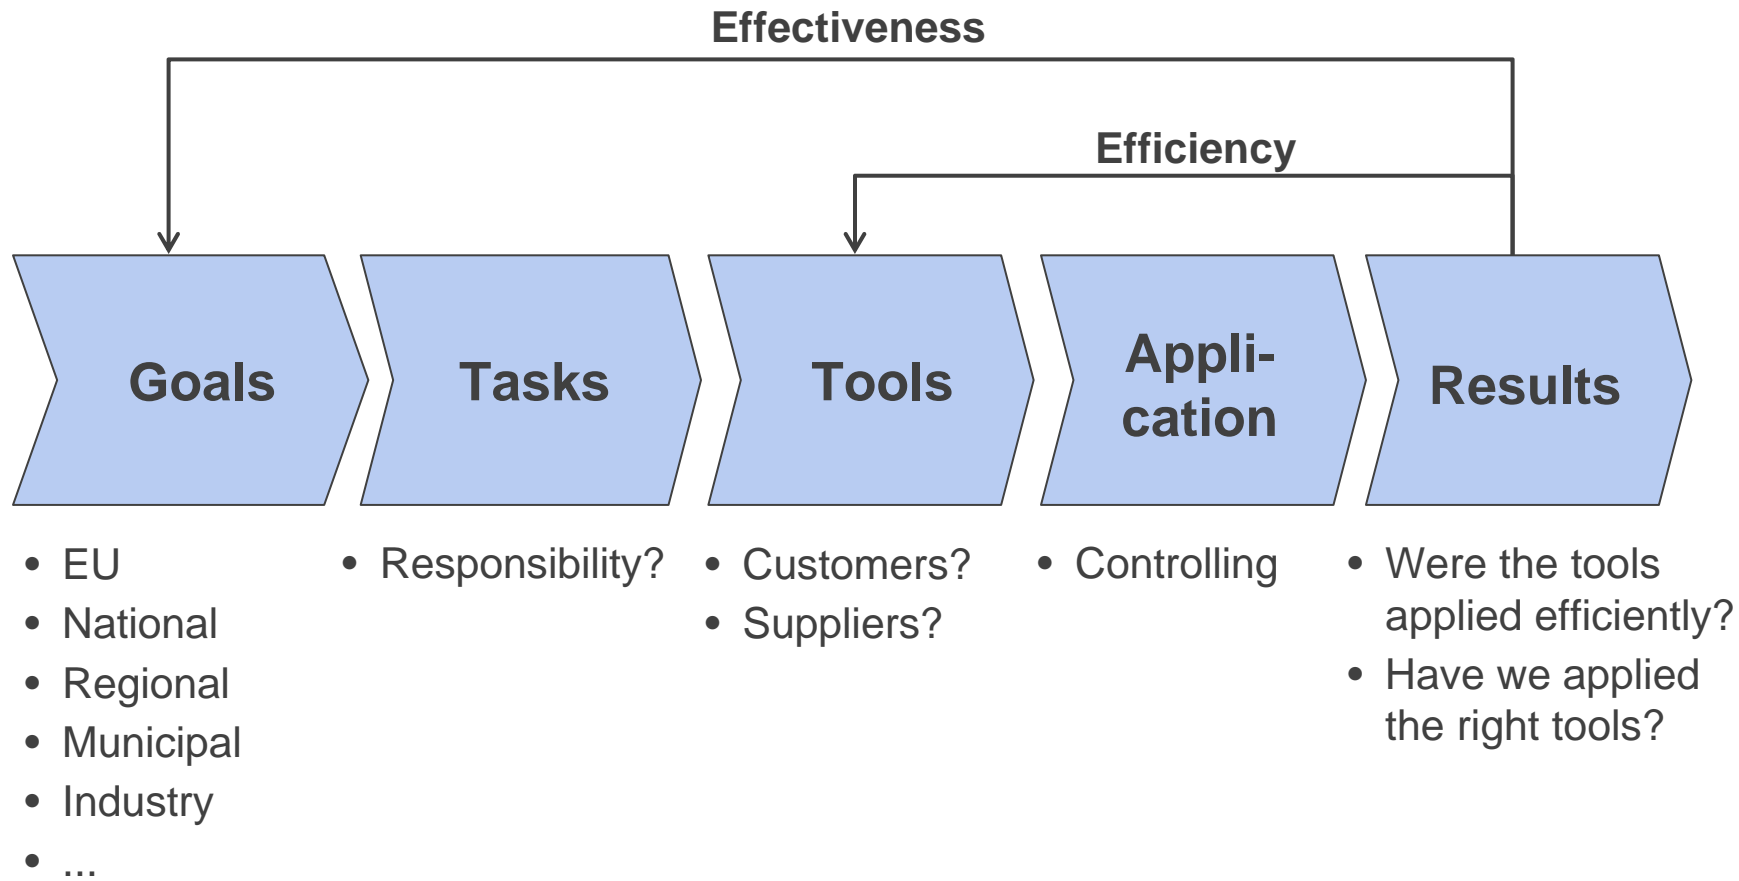 Effectiveness
Efficiency
Goals
Tasks
Tools
Appli-
cation
Results
• EU
• National
• Regional
• Municipal
• Industry
• ...
• Responsibility?
• Customers?
• Suppliers?
• Controlling
• Were the tools
applied efficiently?
• Have we applied
the right tools?